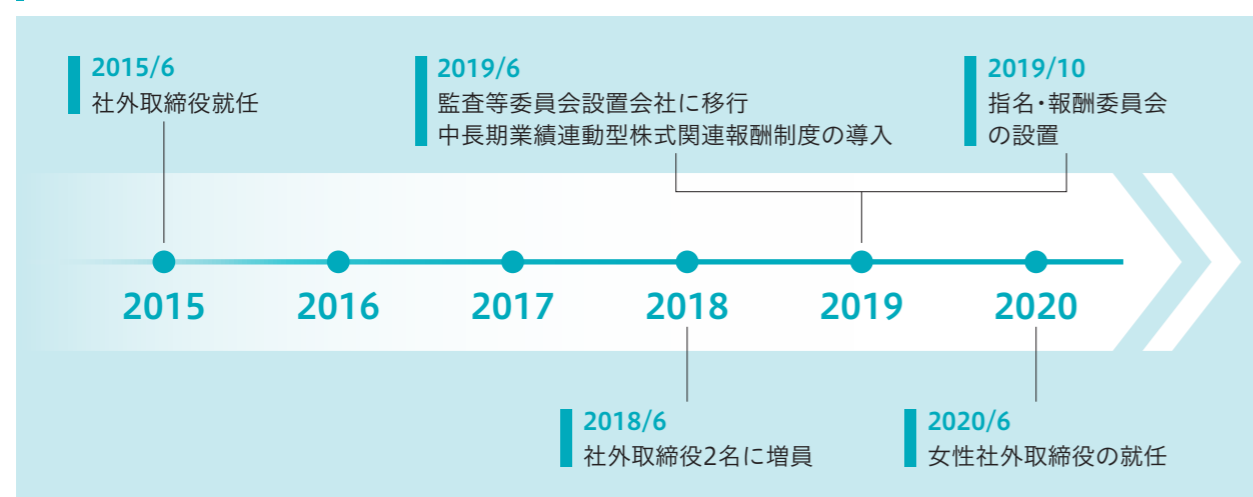 2015/6
社外取締役就任
2019/6
監査等委員会設置会社に移行
中長期業績連動型株式関連報酬制度の導入
2019/10
指名・報酬委員会
の設置
2015
2016
2017
2018
2019
2020
2018/6
社外取締役2名に増員
2020/6
女性社外取締役の就任